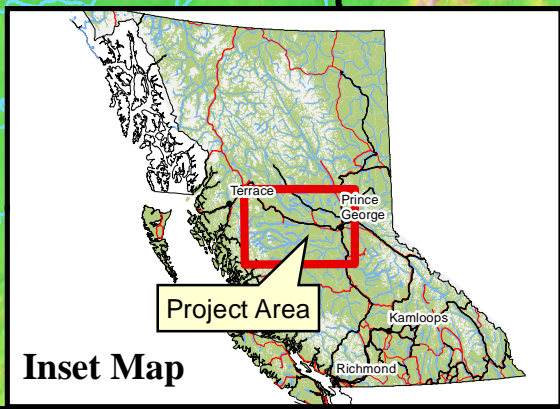 Terrace
Prince
George
Project Area
Kamloops
Richmond
Inset Map